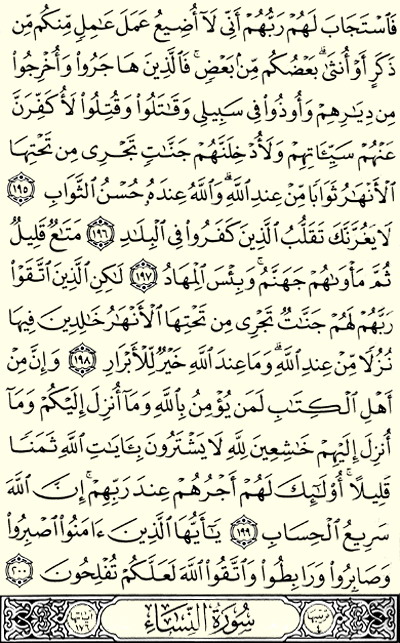 فَٱسْتَجَابَ لَهُمْ رَبُّهُمْ أَنِّى لَآ أُضِيعُ عَمَلَ عَٰمِلٍ مِّنكُم مِّن
ذَكَرٍ أَوْ أُنثَىٰ ۖ بَعْضُكُم مِّنۢ بَعْضٍ ۖ فَٱلَّذِينَ هَاجَرُوا۟ وَأُخْرِجُوا۟
مِن دِيَٰرِهِمْ وَأُوذُوا۟ فِى سَبِيلِى وَقَٰتَلُوا۟ وَقُتِلُوا۟ لَأُكَفِّرَنَّ
عَنْهُمْ سَيِّـَٔاتِهِمْ وَلَأُدْخِلَنَّهُمْ جَنَّٰتٍ تَجْرِى مِن تَحْتِهَا
ٱلْأَنْهَٰرُ ثَوَابًا مِّنْ عِندِ ٱللَّهِ ۗ وَٱللَّهُ عِندَهُۥ حُسْنُ ٱلثَّوَابِ ١٩٥
لَا يَغُرَّنَّكَ تَقَلُّبُ ٱلَّذِينَ كَفَرُوا۟ فِى ٱلْبِلَٰدِ ١٩٦ مَتَٰعٌ قَلِيلٌ
ثُمَّ مَأْوَىٰهُمْ جَهَنَّمُ ۚ وَبِئْسَ ٱلْمِهَادُ ١٩٧ لَٰكِنِ ٱلَّذِينَ ٱتَّقَوْا۟
رَبَّهُمْ لَهُمْ جَنَّٰتٌ تَجْرِى مِن تَحْتِهَا ٱلْأَنْهَٰرُ خَٰلِدِينَ فِيهَا
نُزُلًا مِّنْ عِندِ ٱللَّهِ ۗ وَمَا عِندَ ٱللَّهِ خَيْرٌ لِّلْأَبْرَارِ ١٩٨ وَإِنَّ مِنْ
أَهْلِ ٱلْكِتَٰبِ لَمَن يُؤْمِنُ بِٱللَّهِ وَمَآ أُنزِلَ إِلَيْكُمْ وَمَآ
أُنزِلَ إِلَيْهِمْ خَٰشِعِينَ لِلَّهِ لَا يَشْتَرُونَ بِـَٔايَٰتِ ٱللَّهِ ثَمَنًا
قَلِيلًا ۗ أُو۟لَٰٓئِكَ لَهُمْ أَجْرُهُمْ عِندَ رَبِّهِمْ ۗ إِنَّ ٱللَّهَ
سَرِيعُ ٱلْحِسَابِ ١٩٩ يَٰٓأَيُّهَا ٱلَّذِينَ ءَامَنُوا۟ ٱصْبِرُوا۟
وَصَابِرُوا۟ وَرَابِطُوا۟ وَٱتَّقُوا۟ ٱللَّهَ لَعَلَّكُمْ تُفْلِحُونَ ٢٠٠
سُورَةُ ٱلنِّسَاءِ